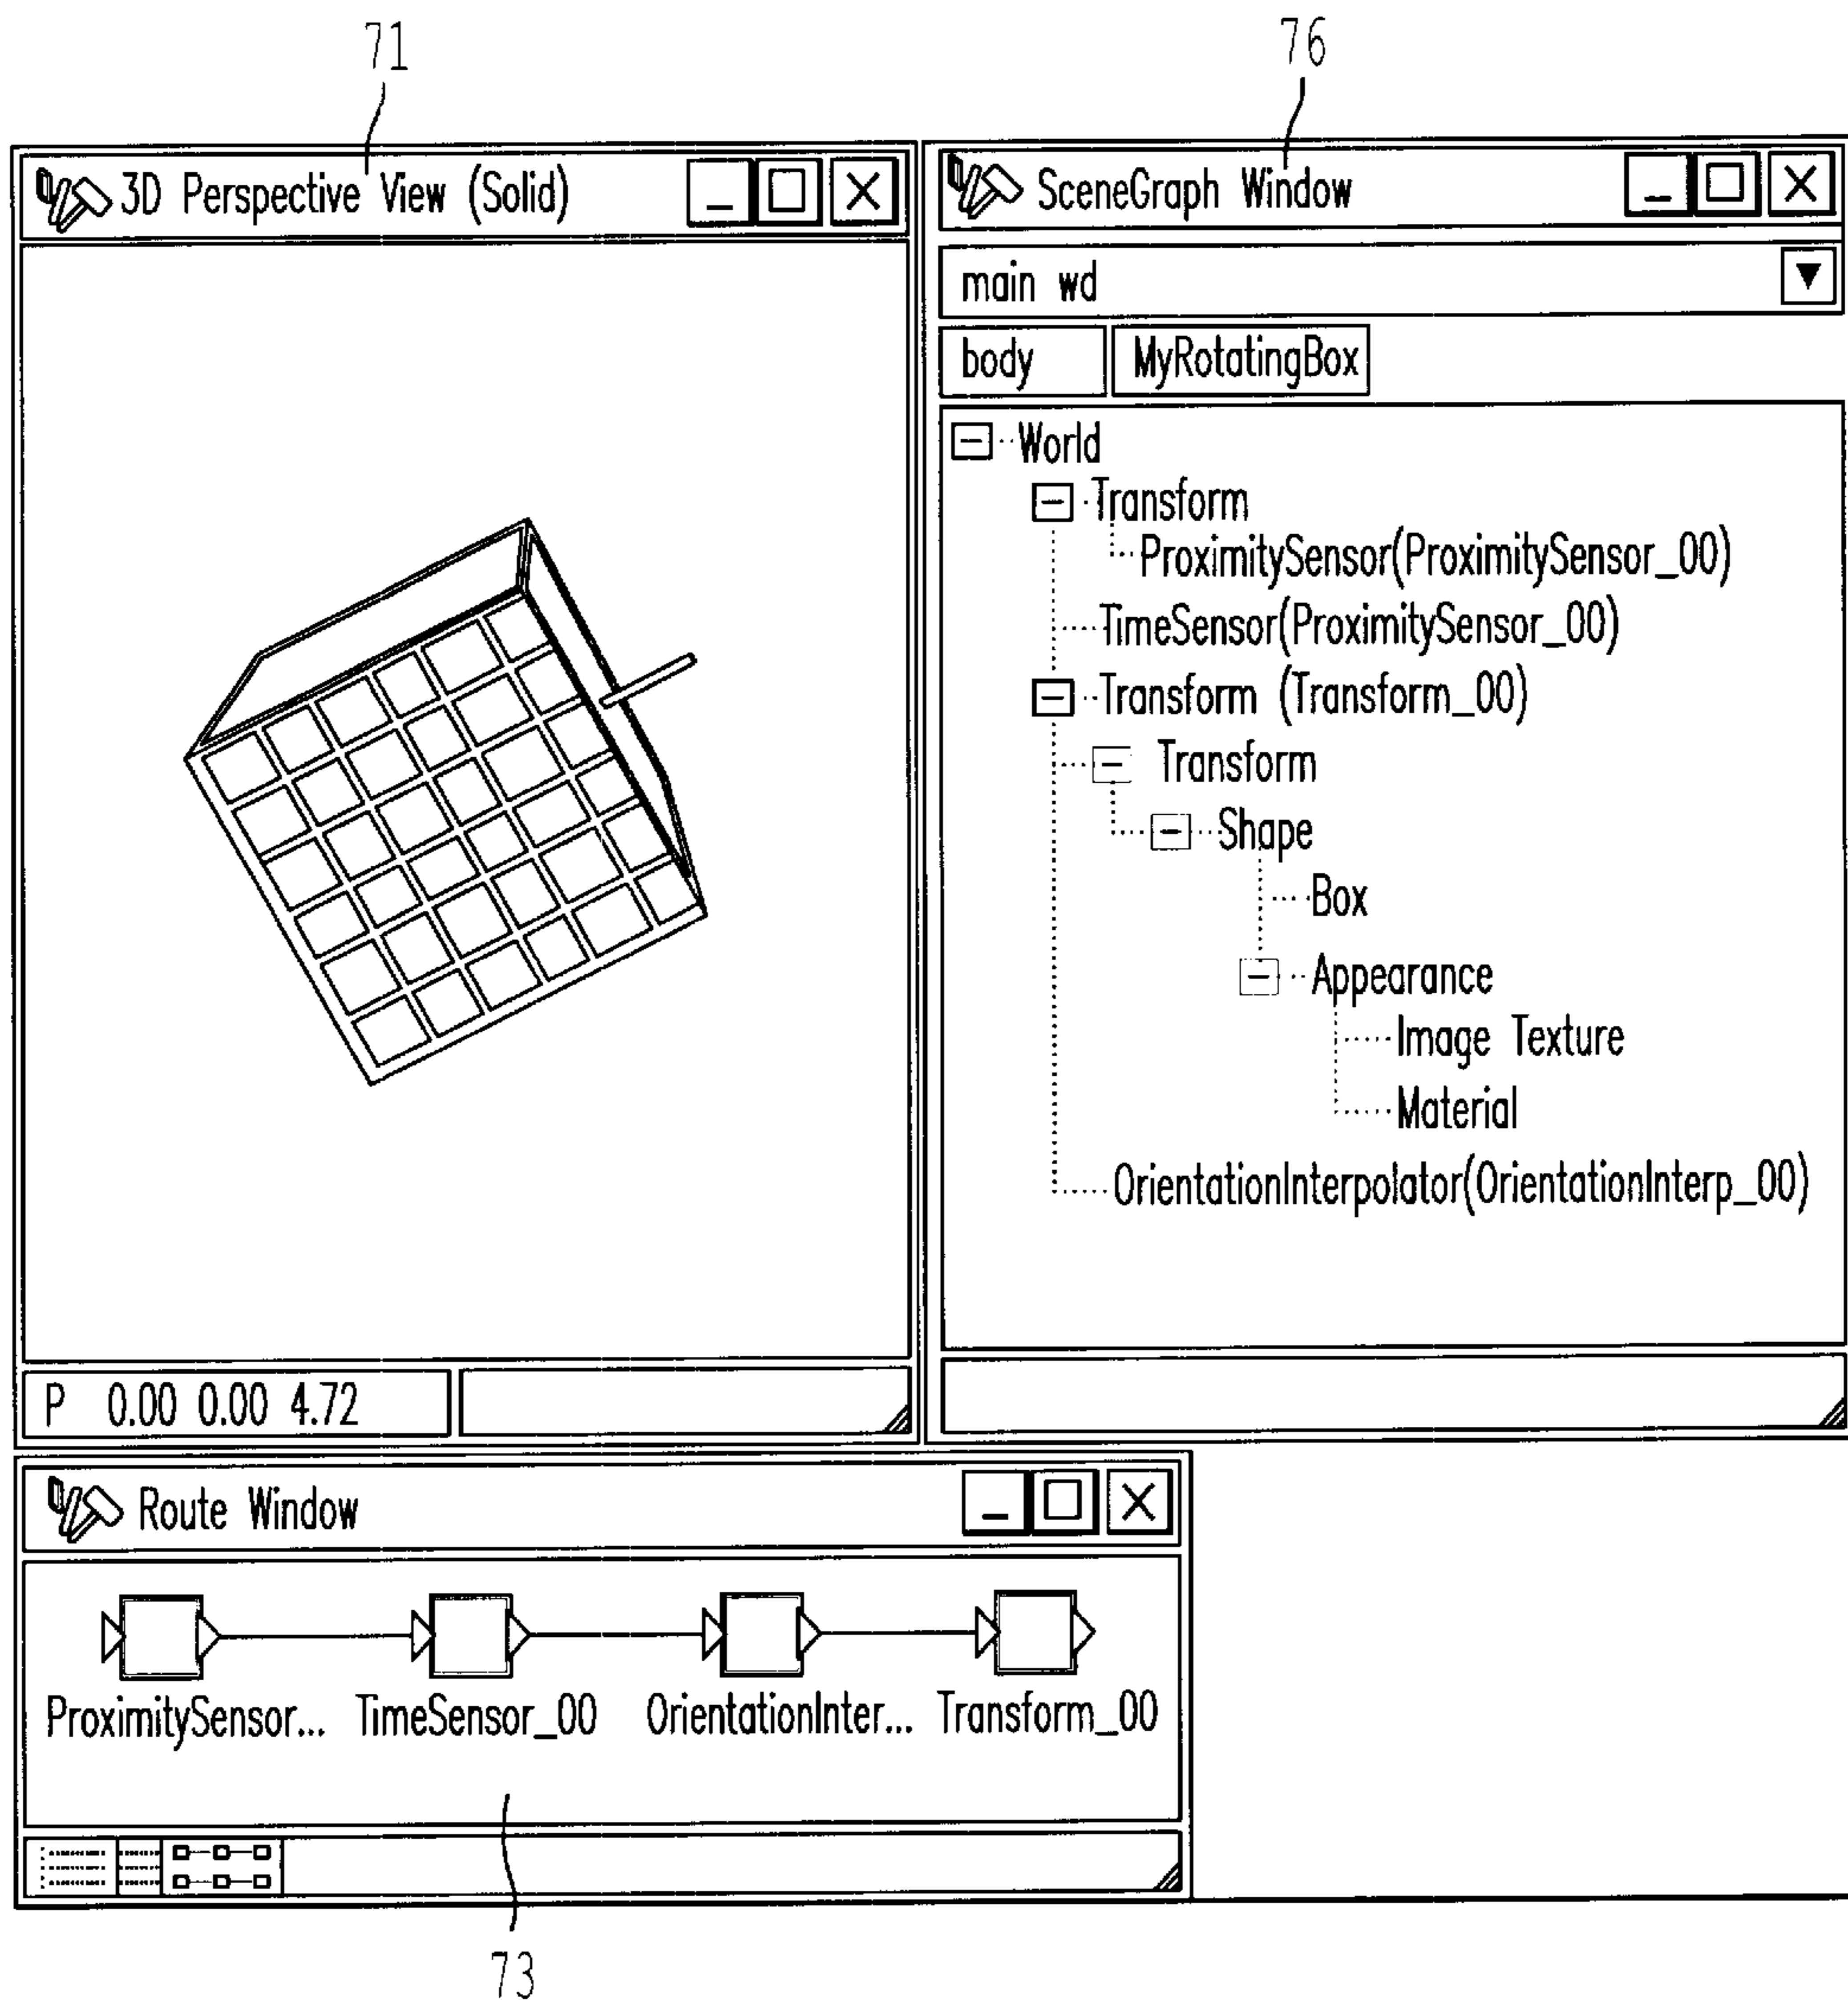 71
76
3D Perspective View (Solid)
SceneGraph Window
main wd
body
MyRotatingBox
World
Transform
ProximitySensor(ProximitySensor_00)
TimeSensor(ProximitySensor_00)
Transform (Transform_00)
Transform
Shape
Box
Appearance
Image Texture
Material
OrientationInterpolator(OrientationInterp_00)
P 0.00 0.00 4.72
Route Window
ProximitySensor...
TimeSensor_00
OrientationInter...
Transform_00
73